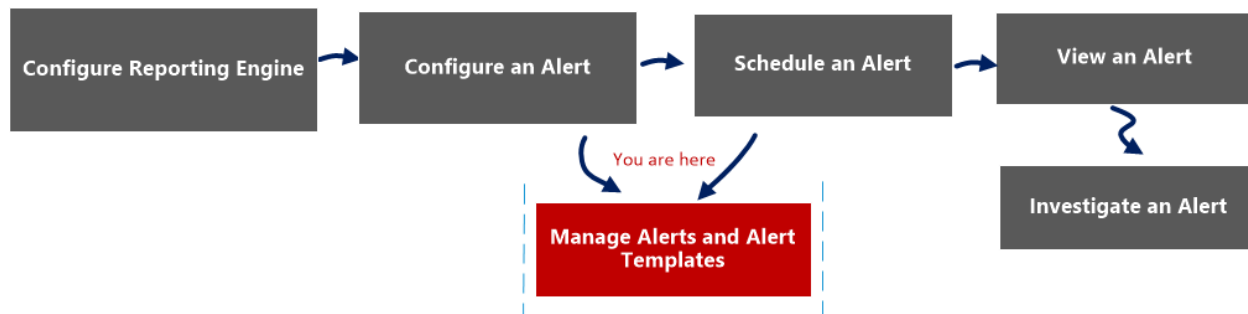 Configure Reporting Engine
Configure an Alert
Schedule an Alert
View an Alert
You are here
Manage Alerts and Alert
Templates
Investigate an Alert